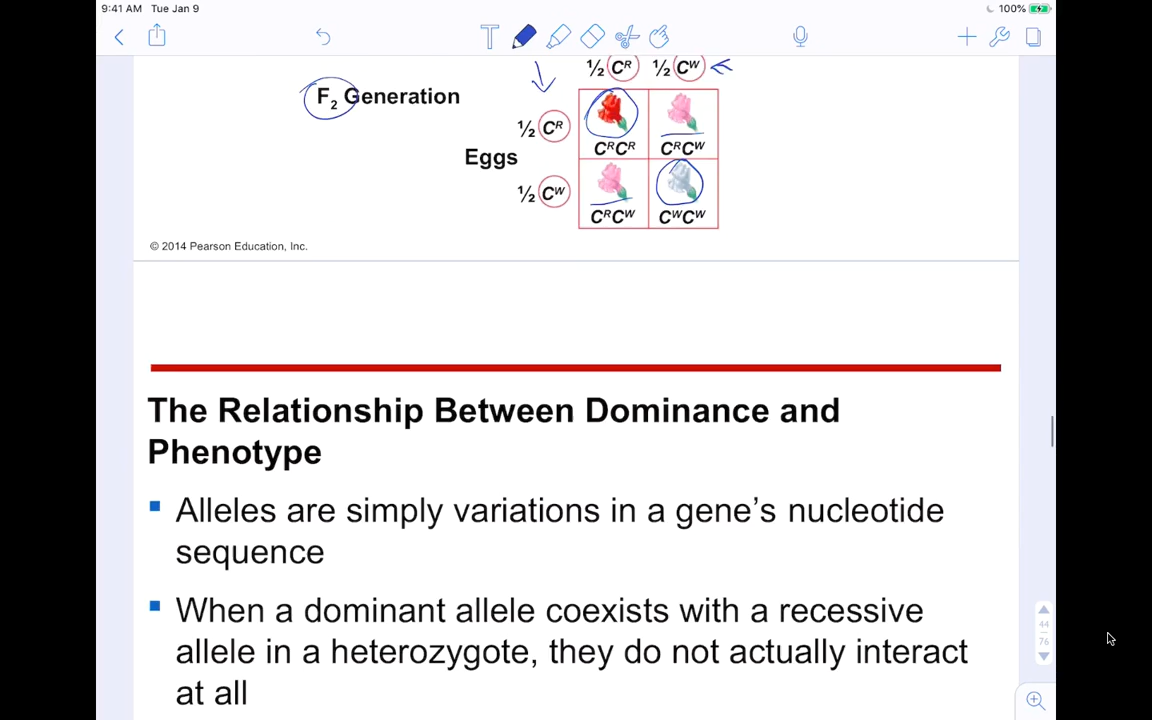 9:41 AM Tue Jan 9
100%
½ Cᴿ ½ Cᵂ
F₂ Generation
½ Cᴿ
CᴿCᴿ CᴿCᵂ
Eggs
½ Cᵂ
CᴿCᵂ CᵂCᵂ
© 2014 Pearson Education, Inc.
The Relationship Between Dominance and
Phenotype
Alleles are simply variations in a gene’s nucleotide
sequence
When a dominant allele coexists with a recessive
allele in a heterozygote, they do not actually interact
at all
44
76